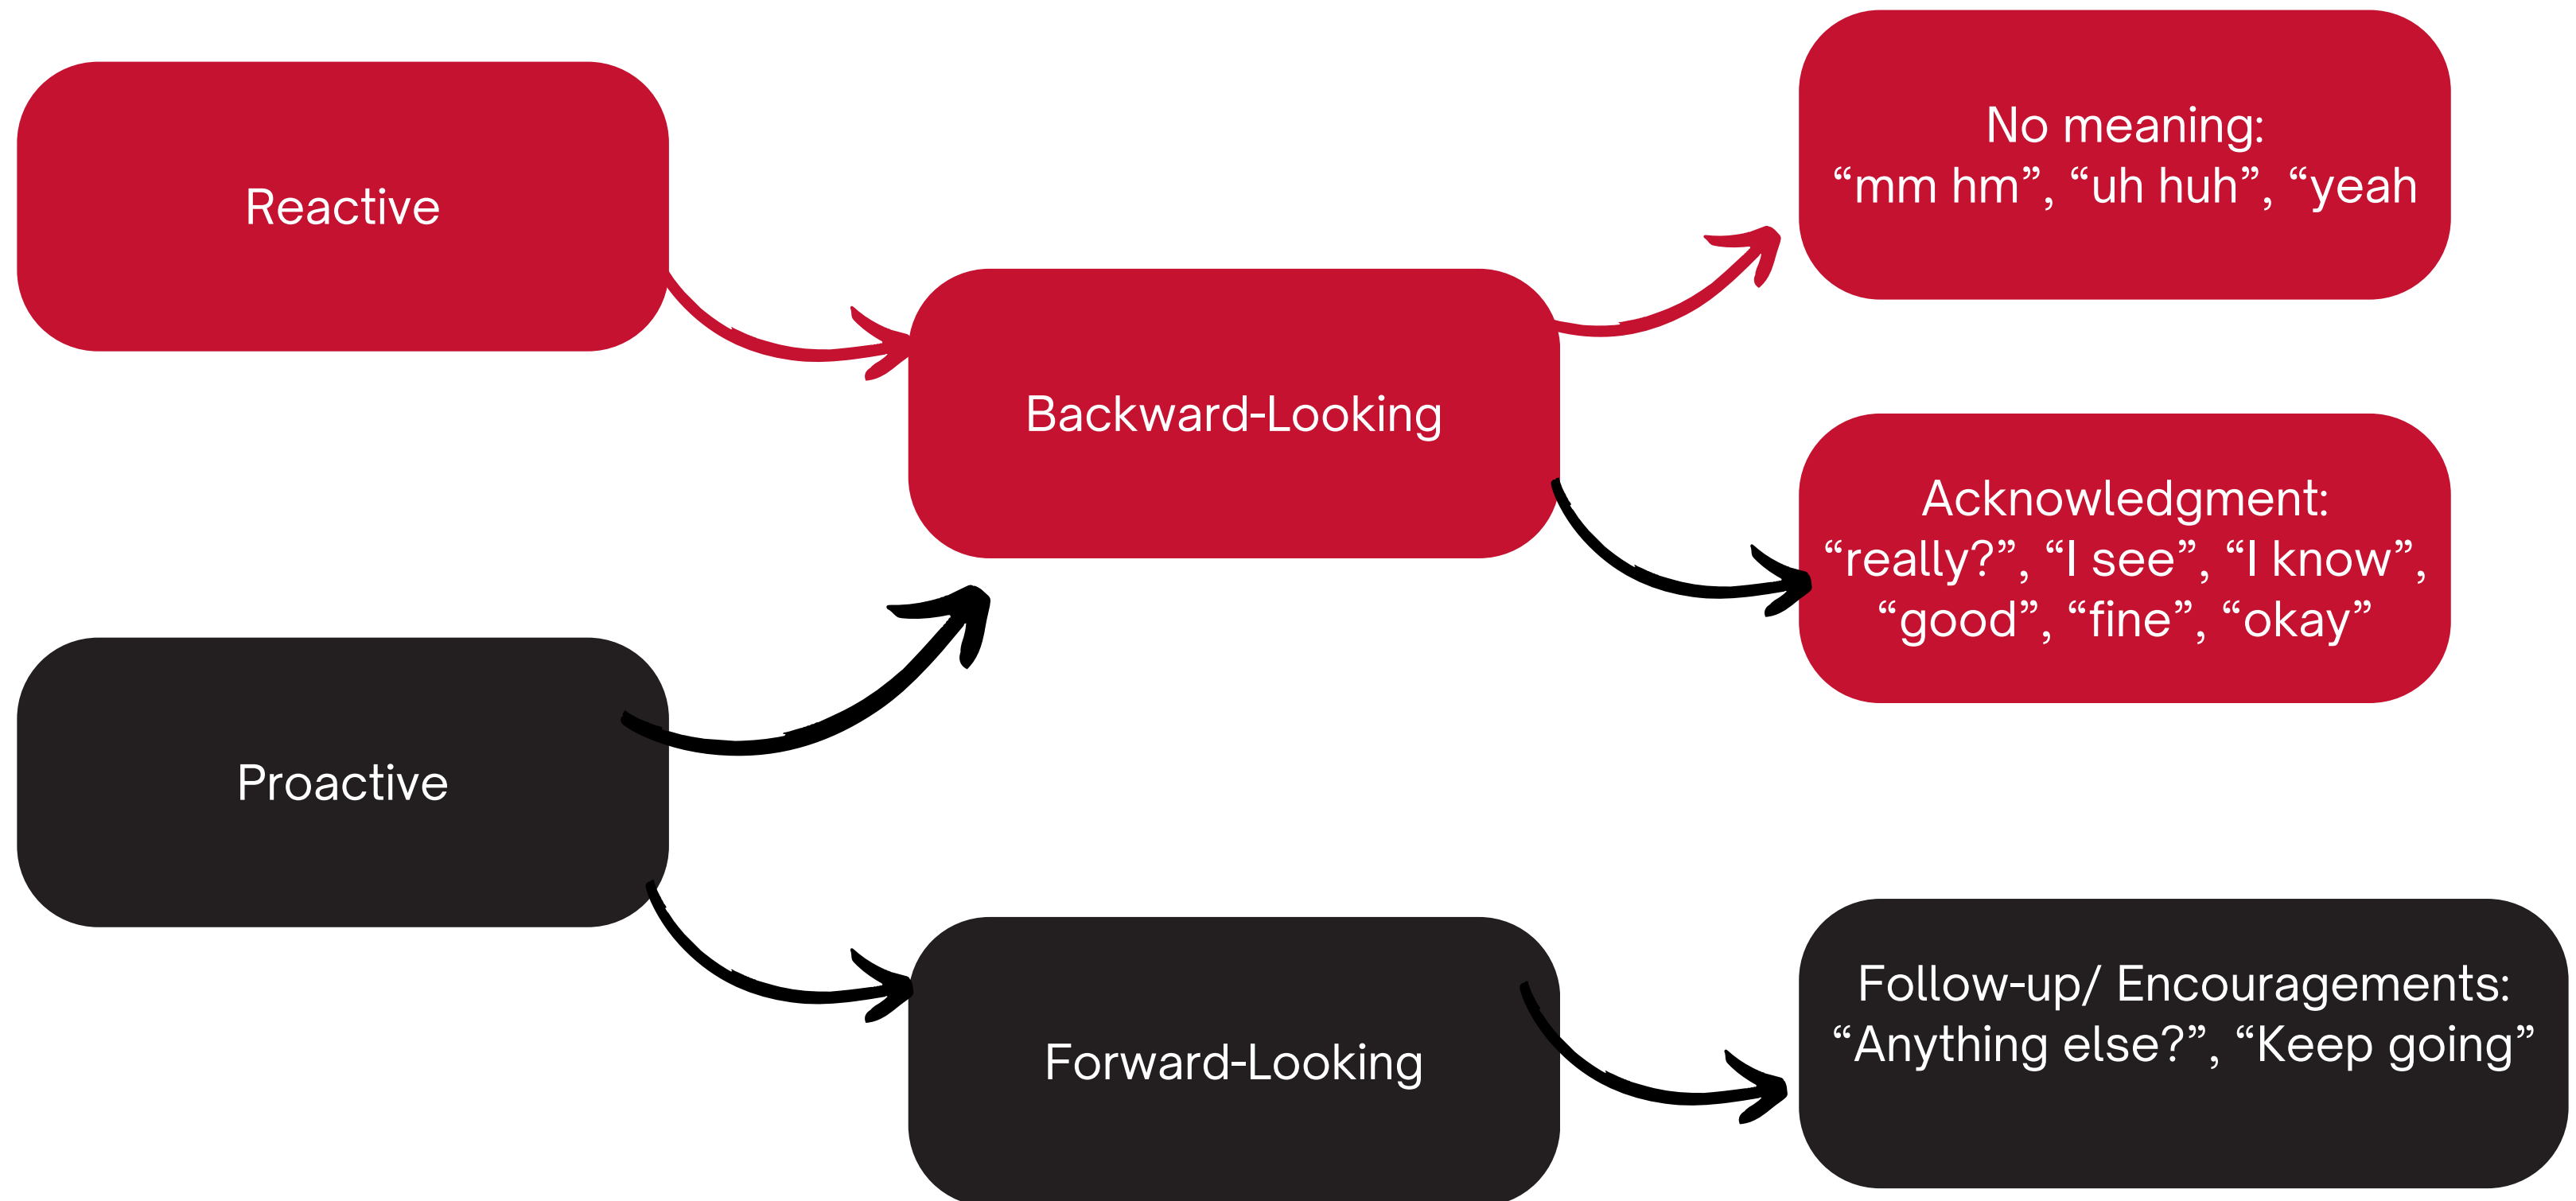 Reactive
Backward-Looking
No meaning:
“mm hm”, “uh huh”, “yeah
Acknowledgment:
“really?”, “I see”, “I know”,
“good”, “fine”, “okay”
Proactive
Forward-Looking
Follow-up/ Encouragements:
“Anything else?”, “Keep going”